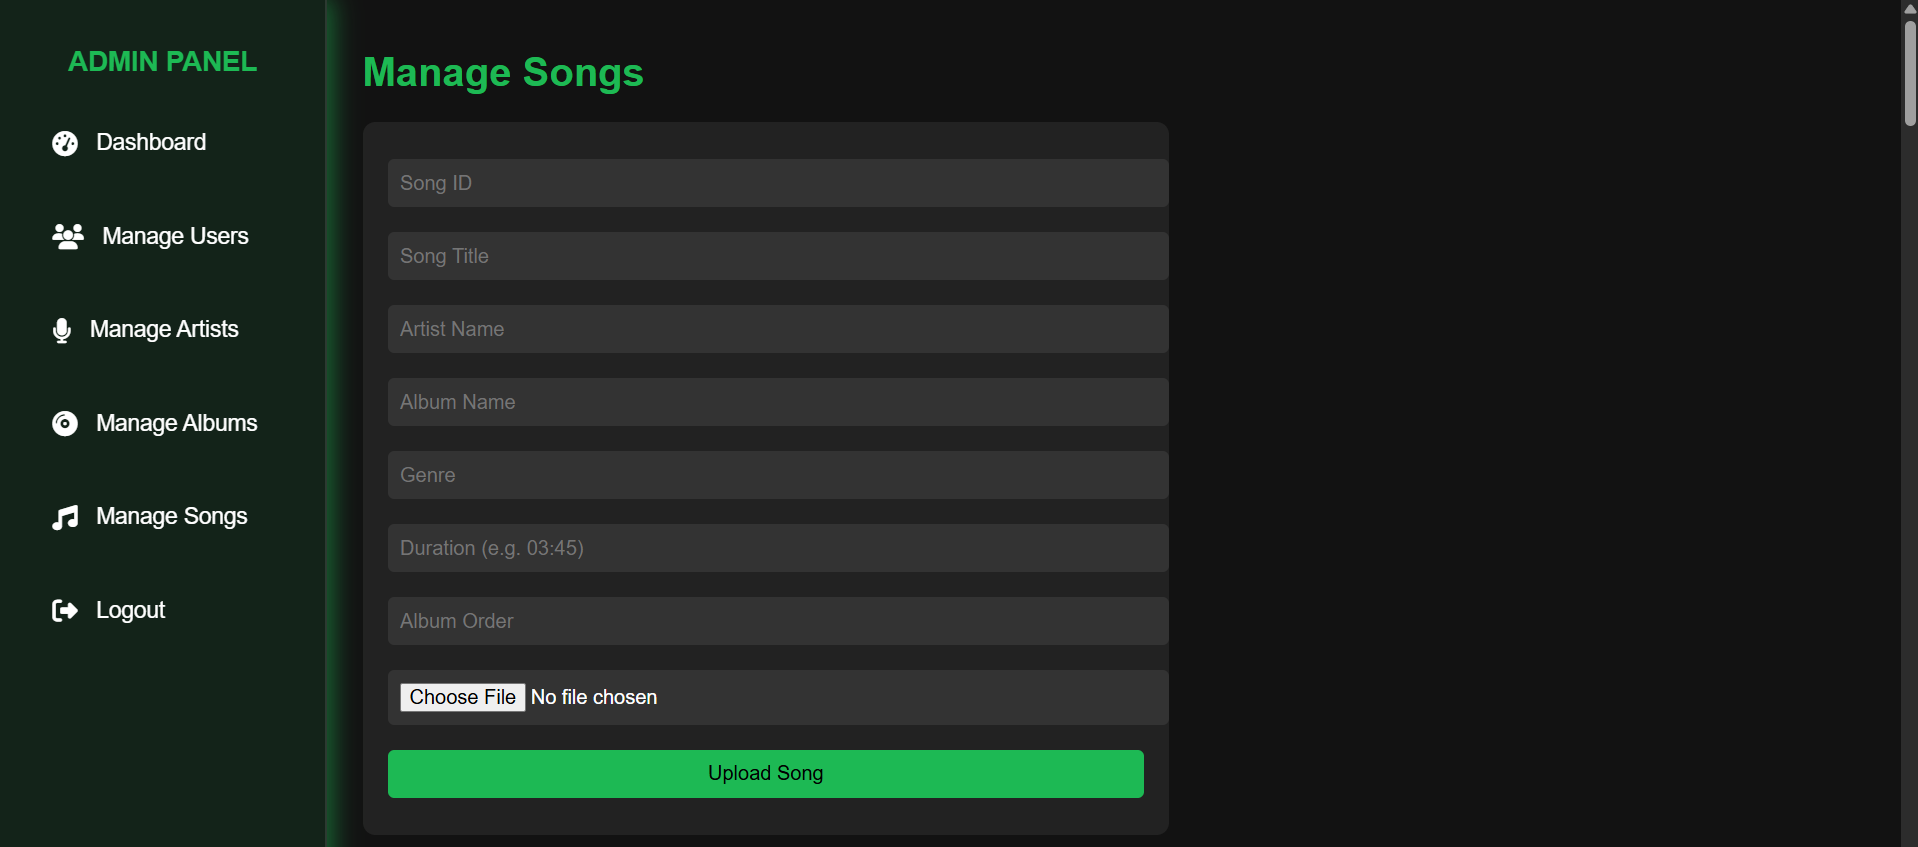 ADMIN PANEL
Dashboard
Manage Users
Manage Artists
Manage Albums
Manage Songs
Logout
Manage Songs
Song ID
Song Title
Artist Name
Album Name
Genre
Duration (e.g. 03:45)
Album Order
Choose File No file chosen
Upload Song